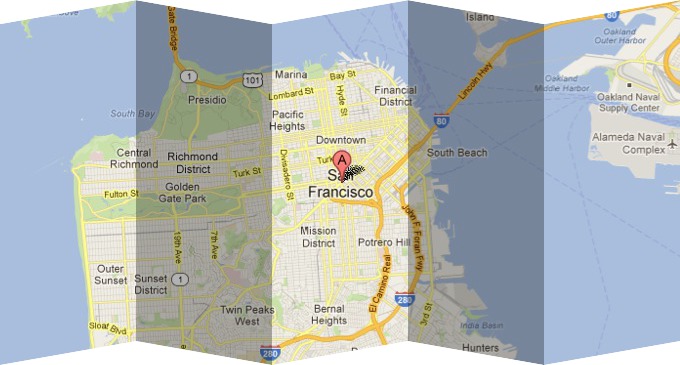 Cove
Gate Bridge
Island
80
Oakland
Outer Harbor
1
101
Marina
Bay St
Lincoln Hwy
Oakland
Middle Harbor
Presidio
Lombard St
Hyde St
Financial
District
Oakland Naval
Supply Center
South Bay
Pacific
Heights
80
Alameda Naval
Complex
Downtown
Central
Richmond
Richmond
District
Divisadero St
Turk
A
South Beach
Turk St
San
Francisco
Fulton St
Golden
Gate Park
John F. Foran Fwy
19th Ave
7th Ave
Mission
District
Potrero Hill
Outer
Sunset
Sunset
District
1
El Camino Real
280
3rd St
Twin Peaks
West
Bernal
Heights
Sloat Blvd
India Basin
280
Hunters